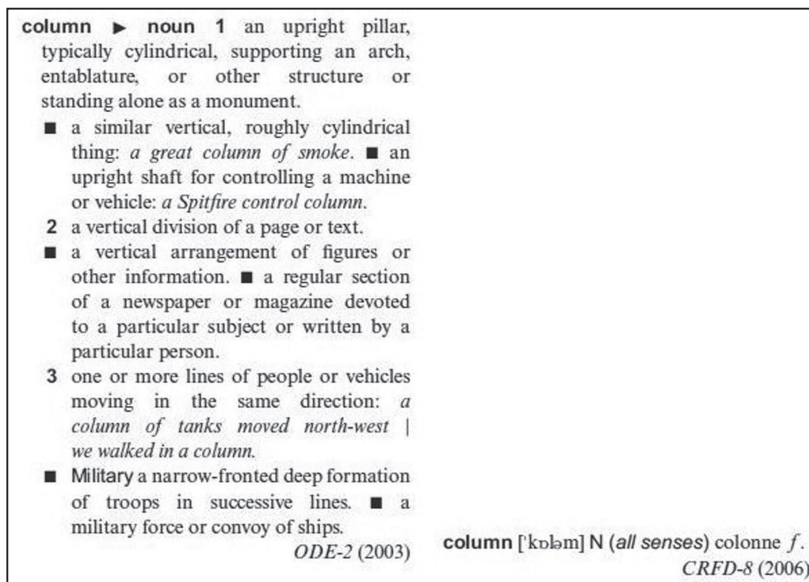 column ► noun 1 an upright pillar,
typically cylindrical, supporting an arch,
entablature, or other structure or
standing alone as a monument.
■ a similar vertical, roughly cylindrical
thing: a great column of smoke. ■ an
upright shaft for controlling a machine
or vehicle: a Spitfire control column.
2 a vertical division of a page or text.
■ a vertical arrangement of figures or
other information. ■ a regular section
of a newspaper or magazine devoted
to a particular subject or written by a
particular person.
3 one or more lines of people or vehicles
moving in the same direction: a
column of tanks moved north-west |
we walked in a column.
■ Military a narrow-fronted deep formation
of troops in successive lines. ■ a
military force or convoy of ships.
ODE-2 (2003)
column [ˈkɒləm] N (all senses) colonne f.
CRFD-8 (2006)